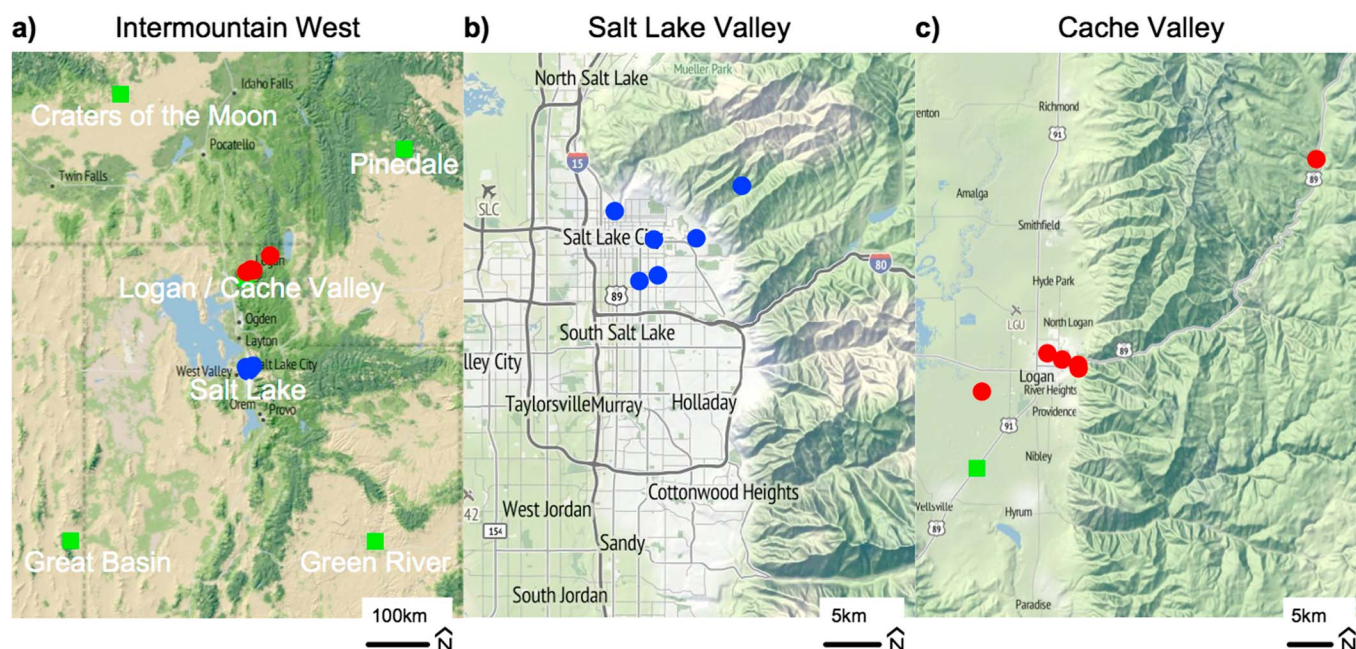 a) Intermountain West
Idaho Falls
Craters of the Moon
Pocatello
Pinedale
Twin Falls
Logan
Logan / Cache Valley
Ogden
Layton
West Valley
Salt Lake City
Salt Lake
Orem
Provo
Great Basin
Green River
100km
N
b) Salt Lake Valley
Mueller Park
North Salt Lake
15
SLC
Salt Lake
80
89
South Salt Lake
lley City
Taylorsville
Murray
Holladay
Cottonwood Heights
42
West Jordan
154
Sandy
South Jordan
5km
N
c) Cache Valley
Richmond
enton
91
89
Amalga
Smithfield
Hyde Park
LGU
North Logan
89
Logan
River Heights
Providence
91
Nibley
Wellsville
Hyrum
89
Paradise
5km
N